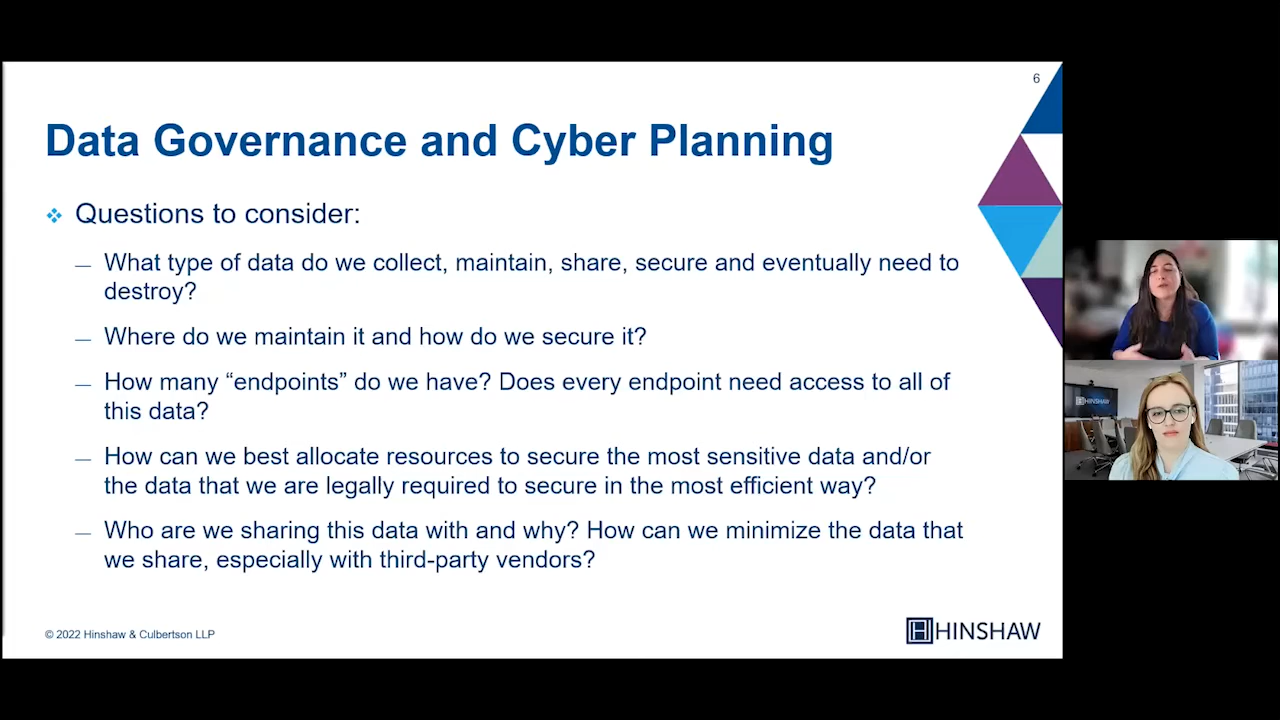 6
Data Governance and Cyber Planning
Questions to consider:
— What type of data do we collect, maintain, share, secure and eventually need to
destroy?
— Where do we maintain it and how do we secure it?
— How many “endpoints” do we have? Does every endpoint need access to all of
this data?
— How can we best allocate resources to secure the most sensitive data and/or
the data that we are legally required to secure in the most efficient way?
— Who are we sharing this data with and why? How can we minimize the data that
we share, especially with third-party vendors?
© 2022 Hinshaw & Culbertson LLP
H HINSHAW
HINSHAW